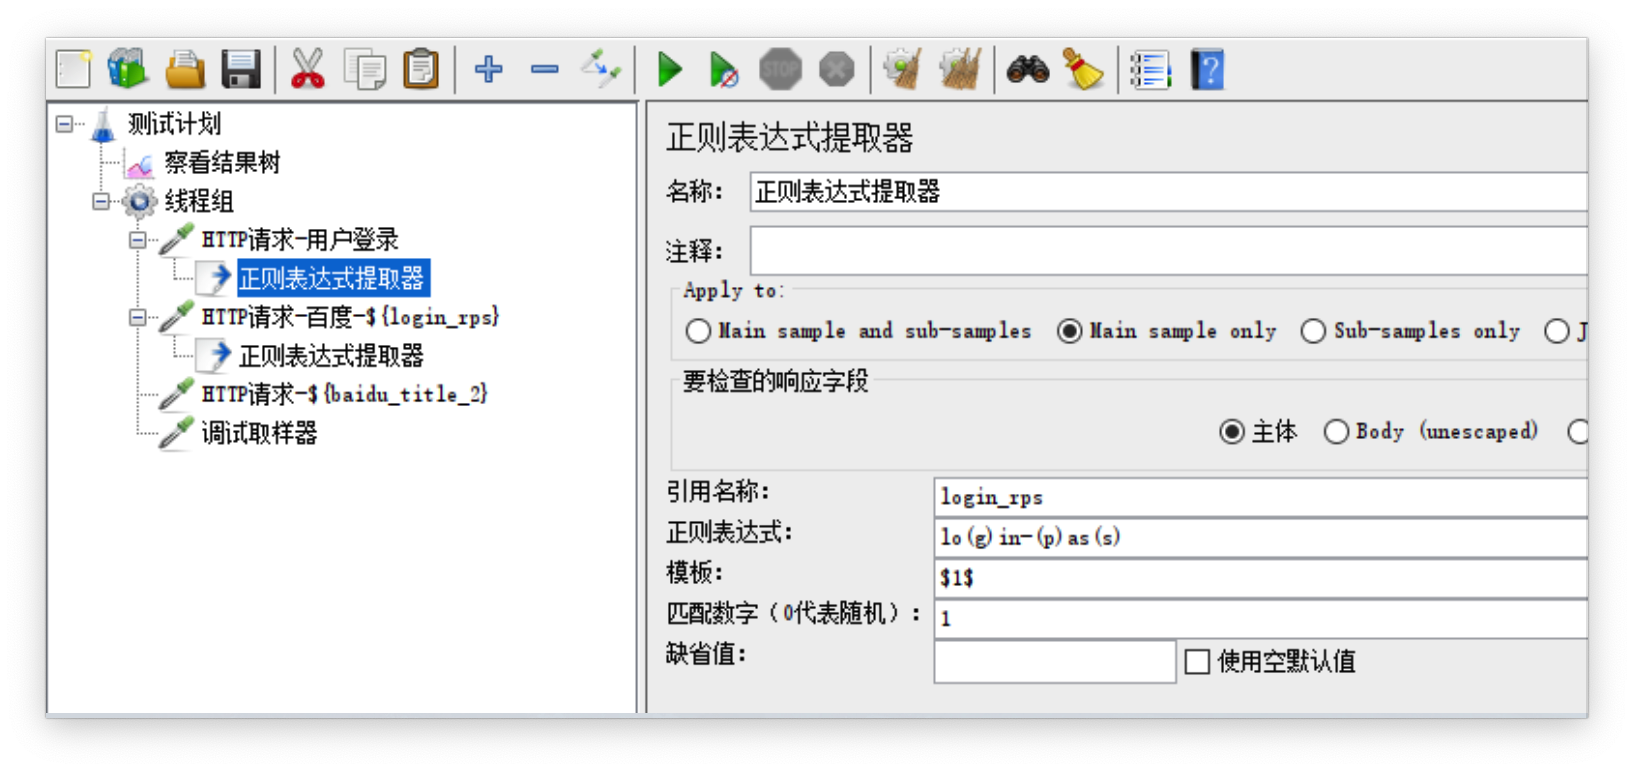 STOP
测试计划
察看结果树
线程组
HTTP请求-用户登录
正则表达式提取器
HTTP请求-百度-${login_rps}
正则表达式提取器
HTTP请求-${baidu_title_2}
调试取样器
正则表达式提取器
名称： 正则表达式提取器
注释：
Apply to:
Main sample and sub-samples Main sample only Sub-samples only J
要检查的响应字段
主体 Body (unescaped)
引用名称： login_rps
正则表达式： lo(g)in-(p)as(s)
模板： $1$
匹配数字（0代表随机）： 1
缺省值： 使用空默认值